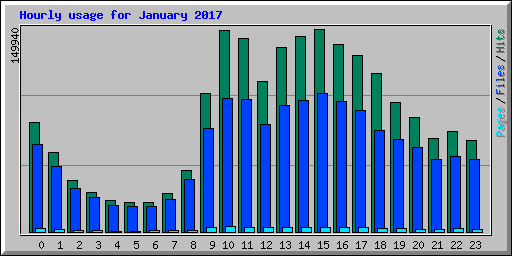 Hourly usage for January 2017
149940
Pages/Files/Hits
0 1 2 3 4 5 6 7 8 9 10 11 12 13 14 15 16 17 18 19 20 21 22 23